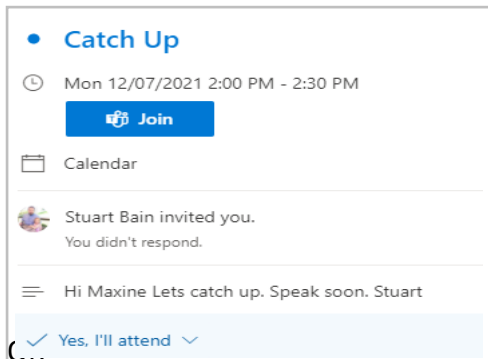 Catch Up
Mon 12/07/2021 2:00 PM - 2:30 PM
Join
Calendar
Stuart Bain invited you.
You didn't respond.
Hi Maxine Lets catch up. Speak soon. Stuart
Yes, I'll attend